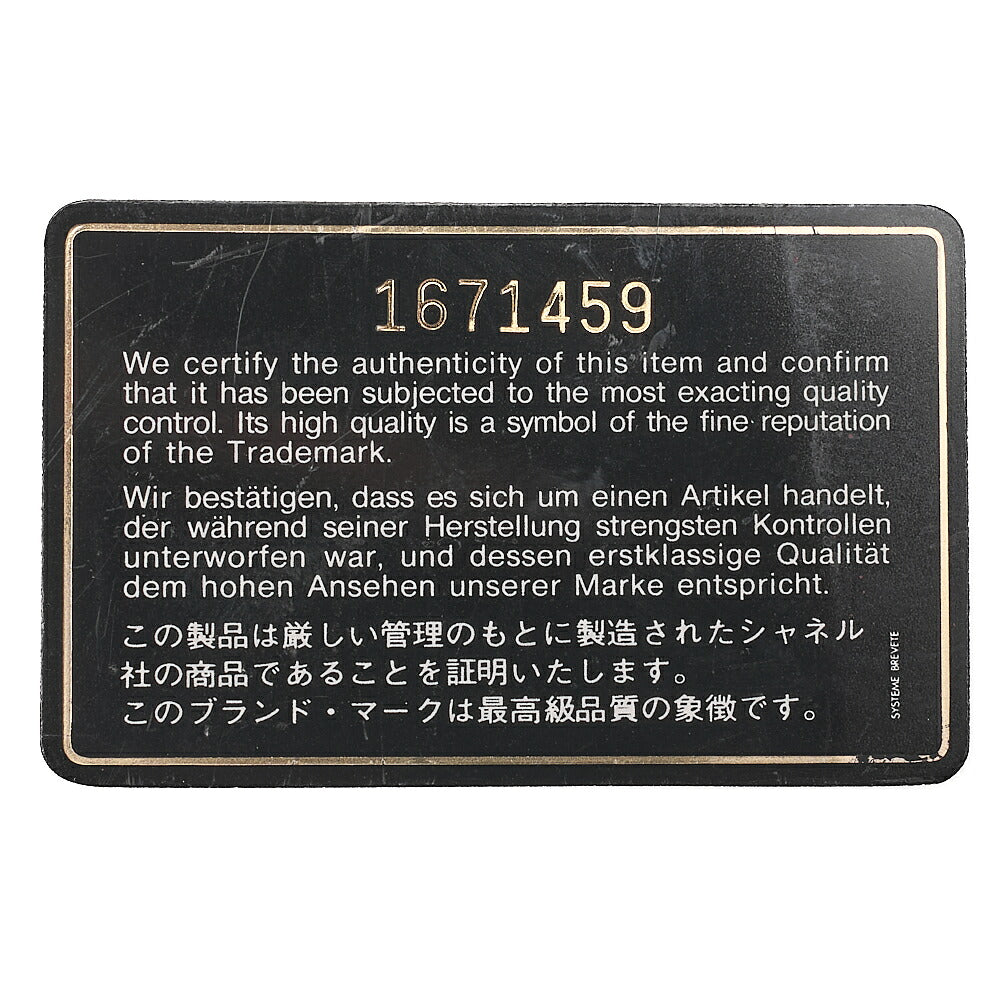 1671459
We certify the authenticity of this item and confirm
that it has been subjected to the most exacting quality
control. Its high quality is a symbol of the fine reputation
of the Trademark.
Wir bestätigen, dass es sich um einen Artikel handelt,
der während seiner Herstellung strengsten Kontrollen
unterworfen war, und dessen erstklassige Qualität
dem hohen Ansehen unserer Marke entspricht.
この製品は厳しい管理のもとに製造されたシャネル
社の商品であることを証明いたします。
このブランド・マークは最高級品質の象徴です。
SYSTEME BREVETE